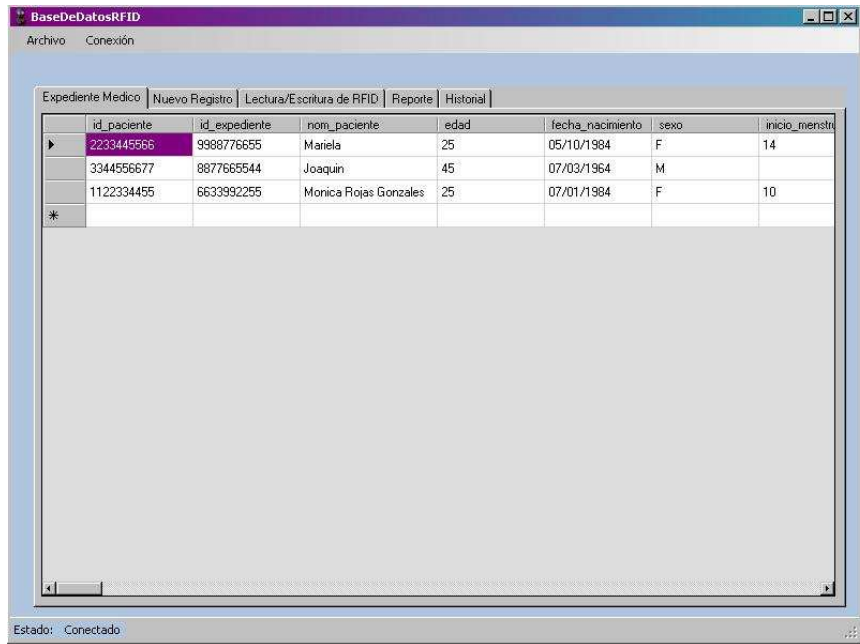 BaseDeDatosRFID
Archivo Conexión
Expediente Medico Nuevo Registro Lectura/Escritura de RFID Reporte Historial
id_paciente id_expediente nom_paciente edad fecha_nacimiento sexo inicio_menstru
2233445566 9988776655 Mariela 25 05/10/1984 F 14
3344556677 8877665544 Joaquin 45 07/03/1964 M
1122334455 6633992255 Monica Rojas Gonzales 25 07/01/1984 F 10
Estado: Conectado